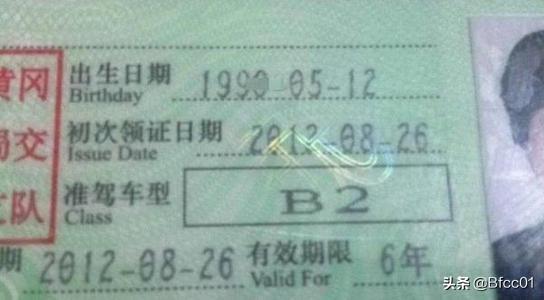 黄冈
局交
支队
出生日期 1990-05-12
Birthday
初次领证日期 2012-08-26
Issue Date
准驾车型 B2
Class
期 2012-08-26 有效期限 6年
Valid For
头条 @Bfcc01